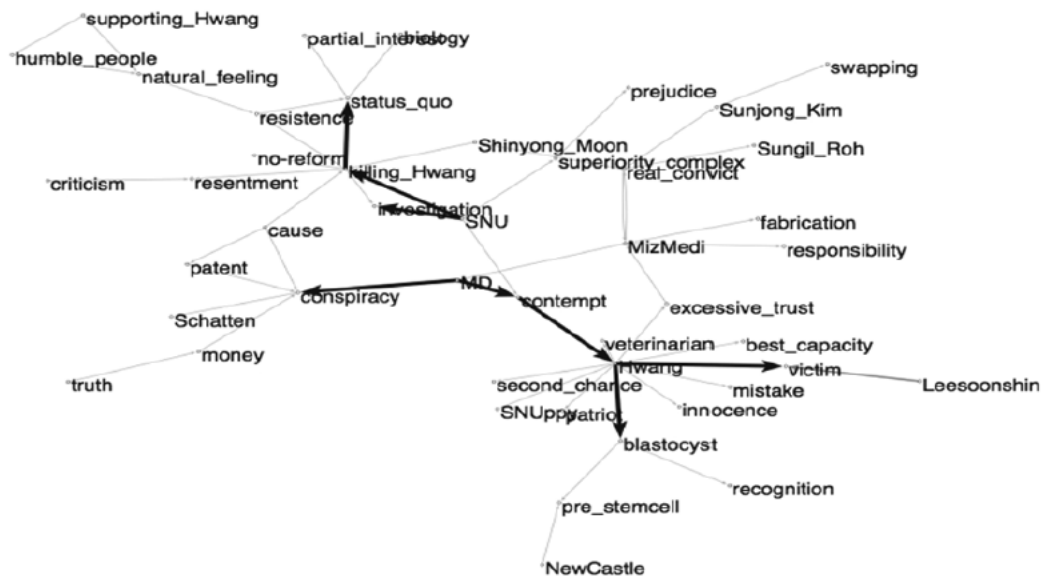 supporting_Hwang
partial_interest
biology
humble_people
natural_feeling
swapping
status_quo
prejudice
Sunjong_Kim
resistence
Shinyong_Moon
Sungil_Roh
no-reform
superiority_complex
killing_Hwang
real_convict
criticism
resentment
investigation
SNU
fabrication
cause
MizMedi
responsibility
patent
MD
conspiracy
contempt
excessive_trust
Schatten
veterinarian
best_capacity
money
Hwang
victim
truth
second_chance
mistake
Leesoonshin
SNUppy
patriot
innocence
blastocyst
recognition
pre_stemcell
NewCastle